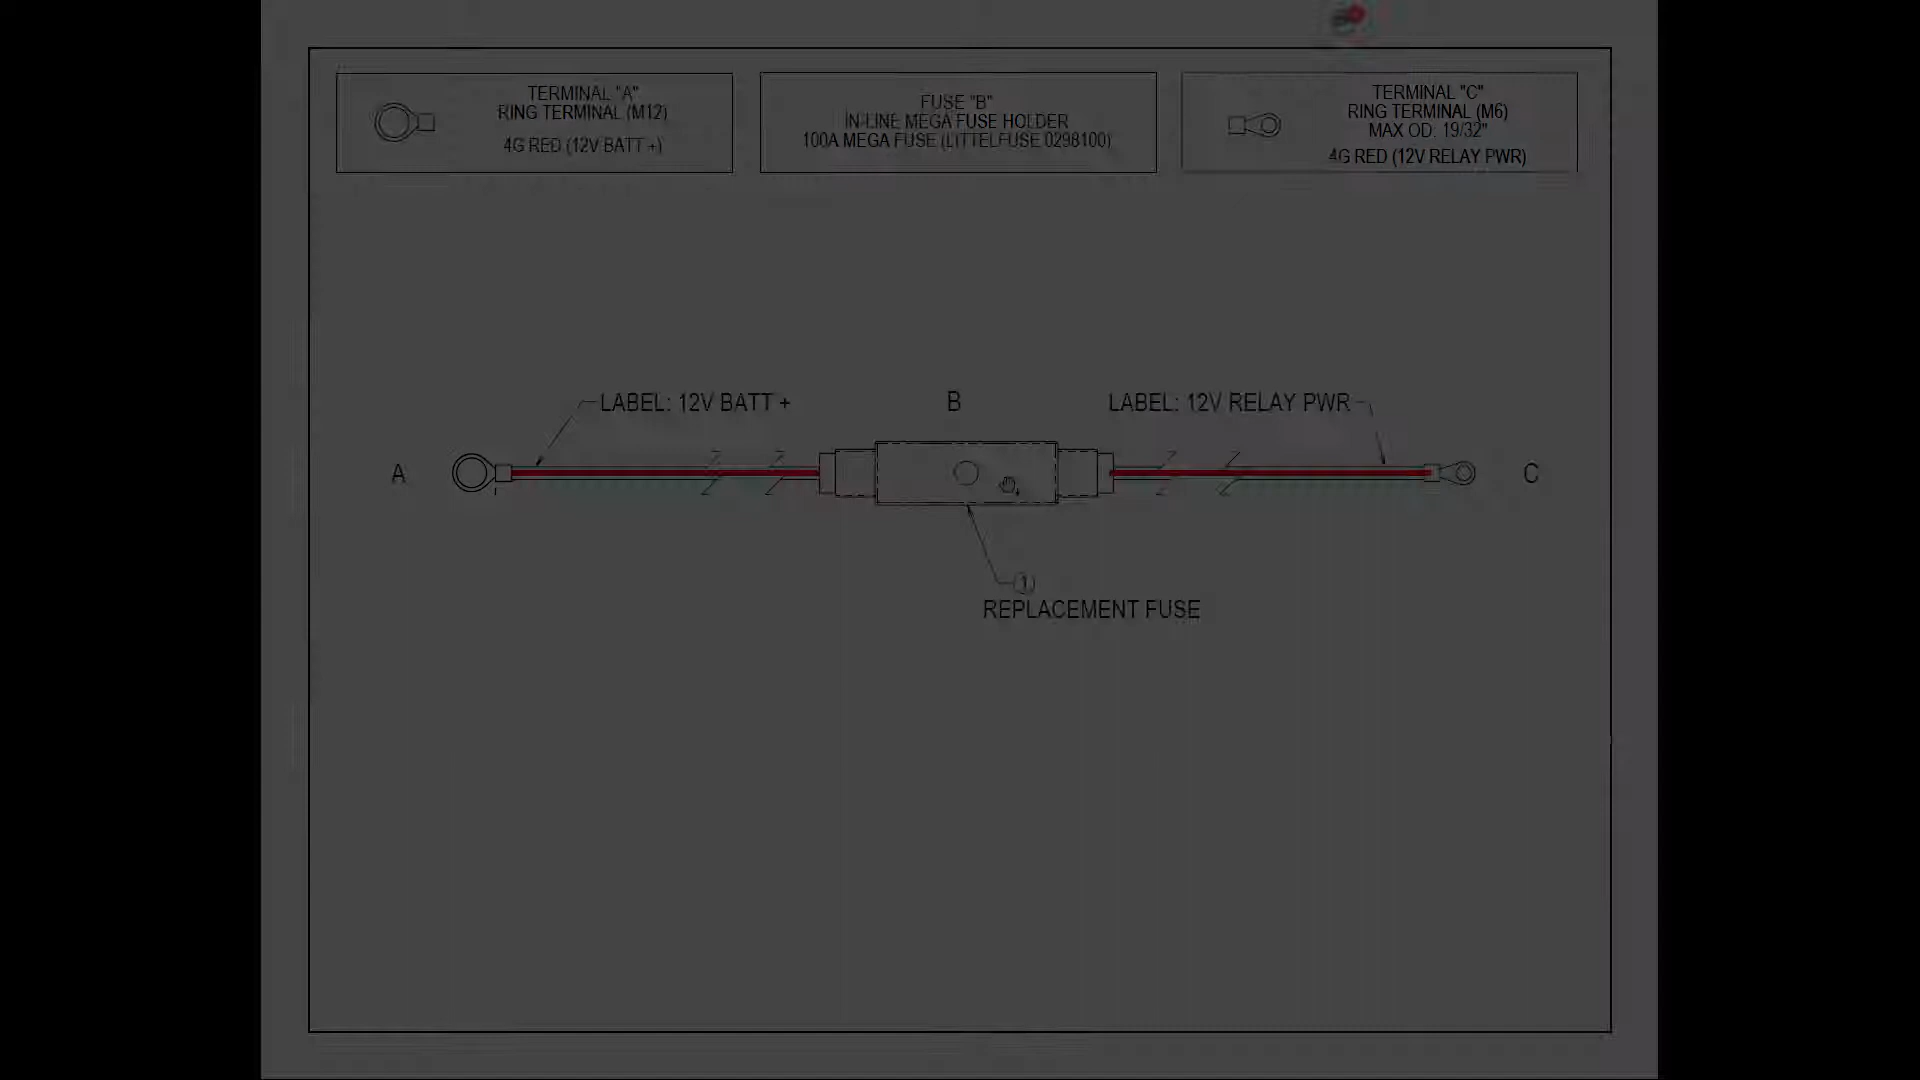 TERMINAL "A"
RING TERMINAL (M12)
4G RED (12V BATT +)
FUSE "B"
IN-LINE MEGA FUSE HOLDER
100A MEGA FUSE (LITTELFUSE 0298100)
TERMINAL "C"
RING TERMINAL (M6)
MAX OD: 19/32"
4G RED (12V RELAY PWR)
LABEL: 12V BATT +
B
LABEL: 12V RELAY PWR
A
C
1
REPLACEMENT FUSE